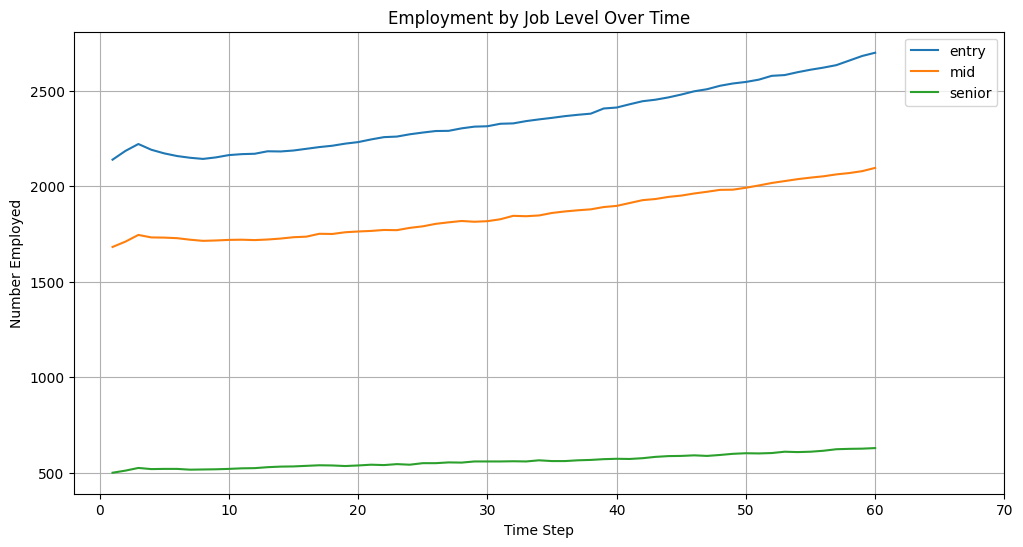 Employment by Job Level Over Time
entry
mid
senior
Number Employed
2500
2000
1500
1000
500
0 10 20 30 40 50 60 70
Time Step